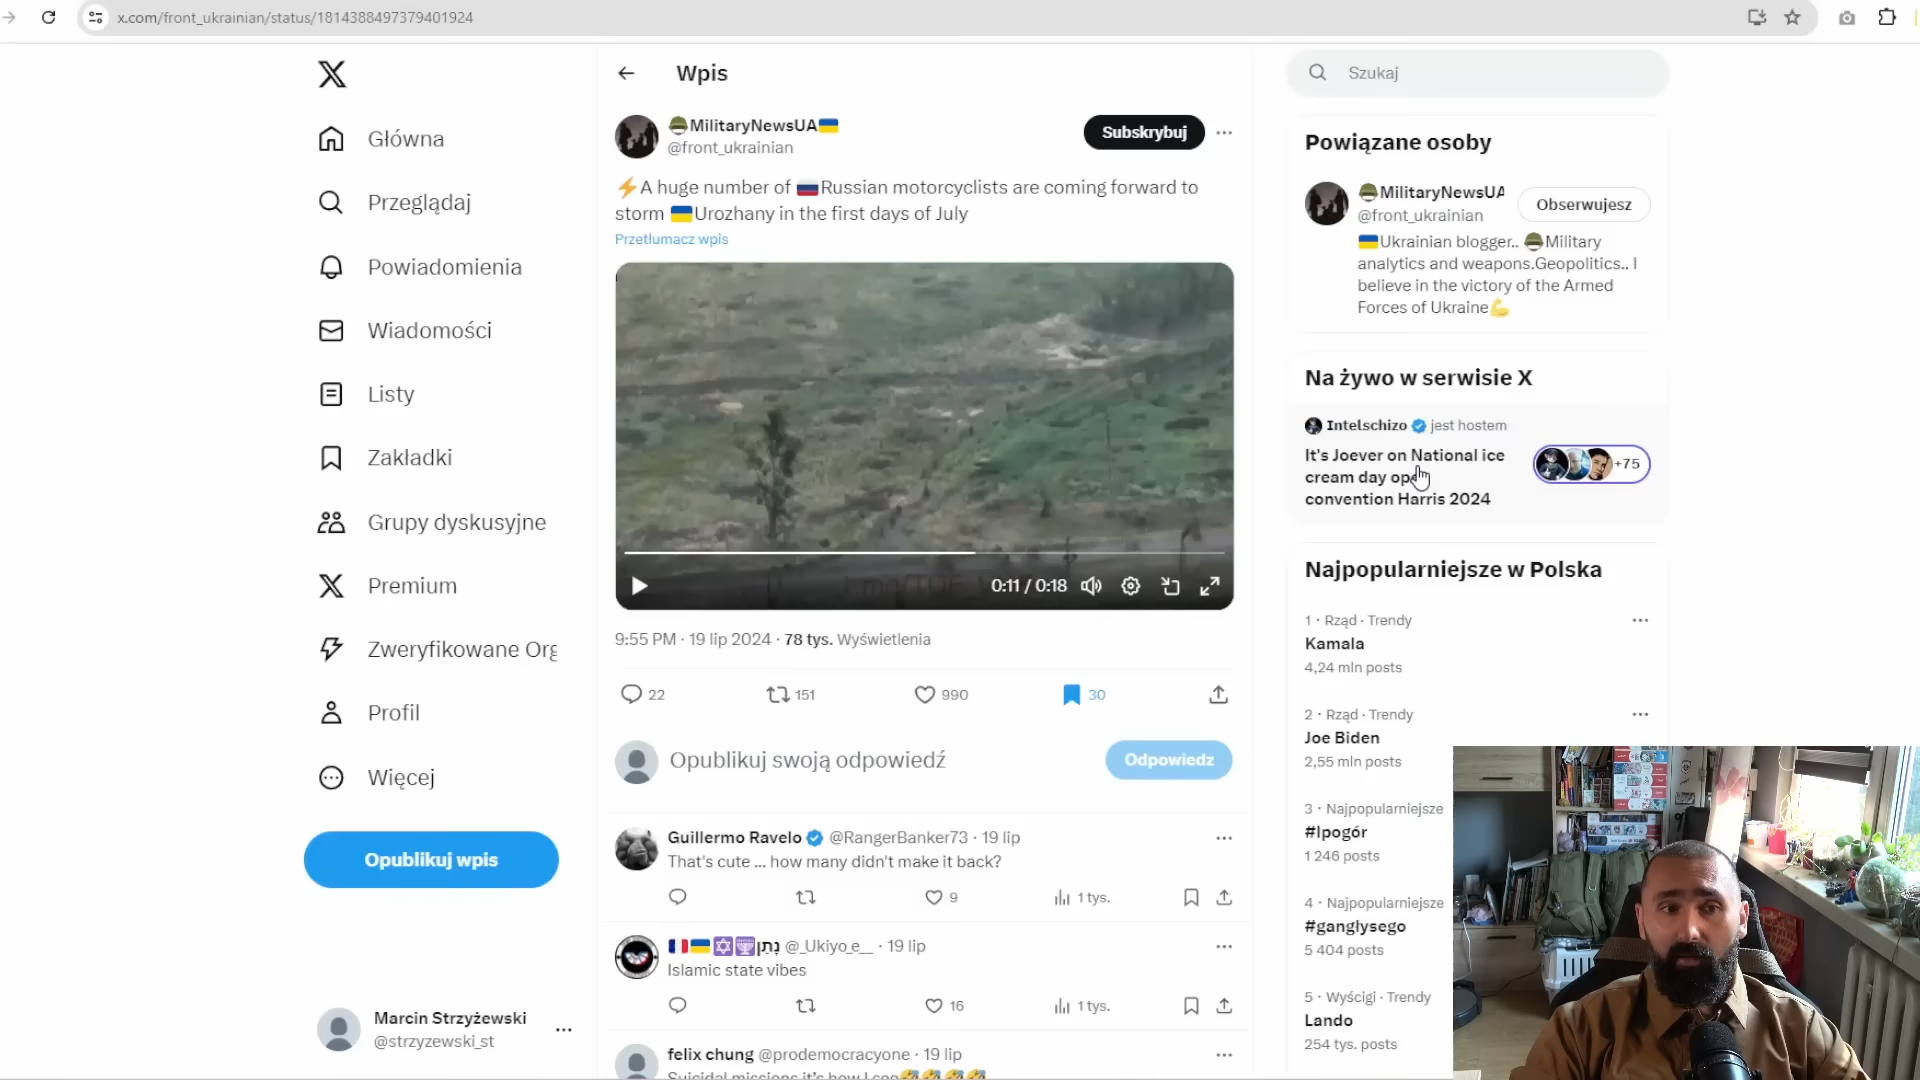 x.com/front_ukrainian/status/1814388497379401924
Główna
Przeglądaj
Powiadomienia
Wiadomości
Listy
Zakładki
Grupy dyskusyjne
Premium
Zweryfikowane Org
Profil
Więcej
Opublikuj wpis
Marcin Strzyżewski
@strzyzewski_st
Wpis
🪖MilitaryNewsUA🇺🇦
@front_ukrainian
Subskrybuj
⚡A huge number of 🇷🇺Russian motorcyclists are coming forward to
storm 🇺🇦Urozhany in the first days of July
Przetłumacz wpis
0:11 / 0:18
9:55 PM · 19 lip 2024 · 78 tys. Wyświetlenia
22 151 990 30
Opublikuj swoją odpowiedź
Odpowiedz
Guillermo Ravelo @RangerBanker73 · 19 lip
That's cute ... how many didn't make it back?
9 1 tys.
🇫🇷🇺🇦✡️🕎נָתָן @_Ukiyo_e__ · 19 lip
Islamic state vibes
16 1 tys.
felix chung @prodemocracyone · 19 lip
Suicidal missions it's how I see🤣🤣🤣🤣
Szukaj
Powiązane osoby
🪖MilitaryNewsUA
@front_ukrainian
Obserwujesz
🇺🇦Ukrainian blogger.. 🪖Military
analytics and weapons.Geopolitics.. I
believe in the victory of the Armed
Forces of Ukraine💪
Na żywo w serwisie X
Intelschizo jest hostem
It's Joever on National ice
cream day
convention Harris 2024
+75
Najpopularniejsze w Polska
1 · Rząd · Trendy
Kamala
4,24 mln posts
2 · Rząd · Trendy
Joe Biden
2,55 mln posts
3 · Najpopularniejsze
#Ipogór
1 246 posts
4 · Najpopularniejsze
#ganglysego
5 404 posts
5 · Wyścigi · Trendy
Lando
254 tys. posts